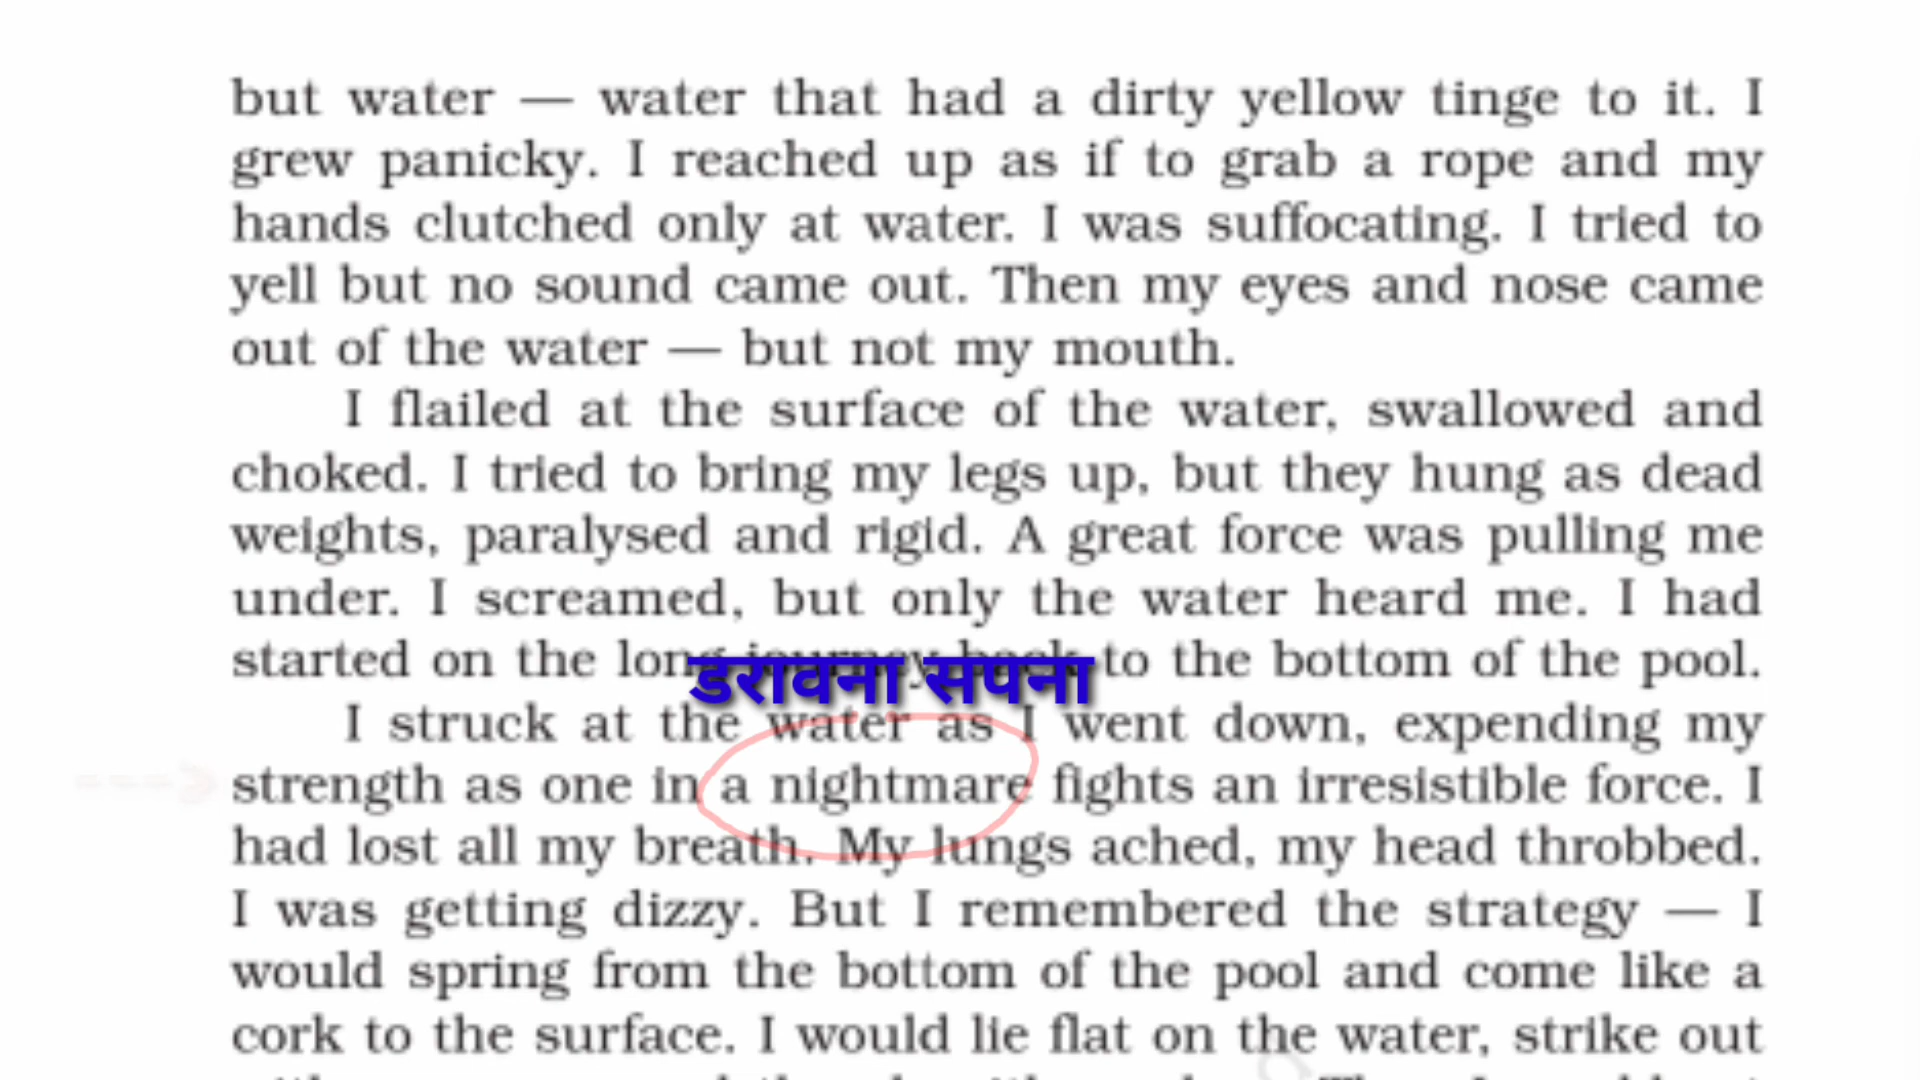 but water — water that had a dirty yellow tinge to it. I
grew panicky. I reached up as if to grab a rope and my
hands clutched only at water. I was suffocating. I tried to
yell but no sound came out. Then my eyes and nose came
out of the water — but not my mouth.
I flailed at the surface of the water, swallowed and
choked. I tried to bring my legs up, but they hung as dead
weights, paralysed and rigid. A great force was pulling me
under. I screamed, but only the water heard me. I had
started on the long journey back to the bottom of the pool.
डरावना सपना
I struck at the water as I went down, expending my
strength as one in a nightmare fights an irresistible force. I
had lost all my breath. My lungs ached, my head throbbed.
I was getting dizzy. But I remembered the strategy — I
would spring from the bottom of the pool and come like a
cork to the surface. I would lie flat on the water, strike out